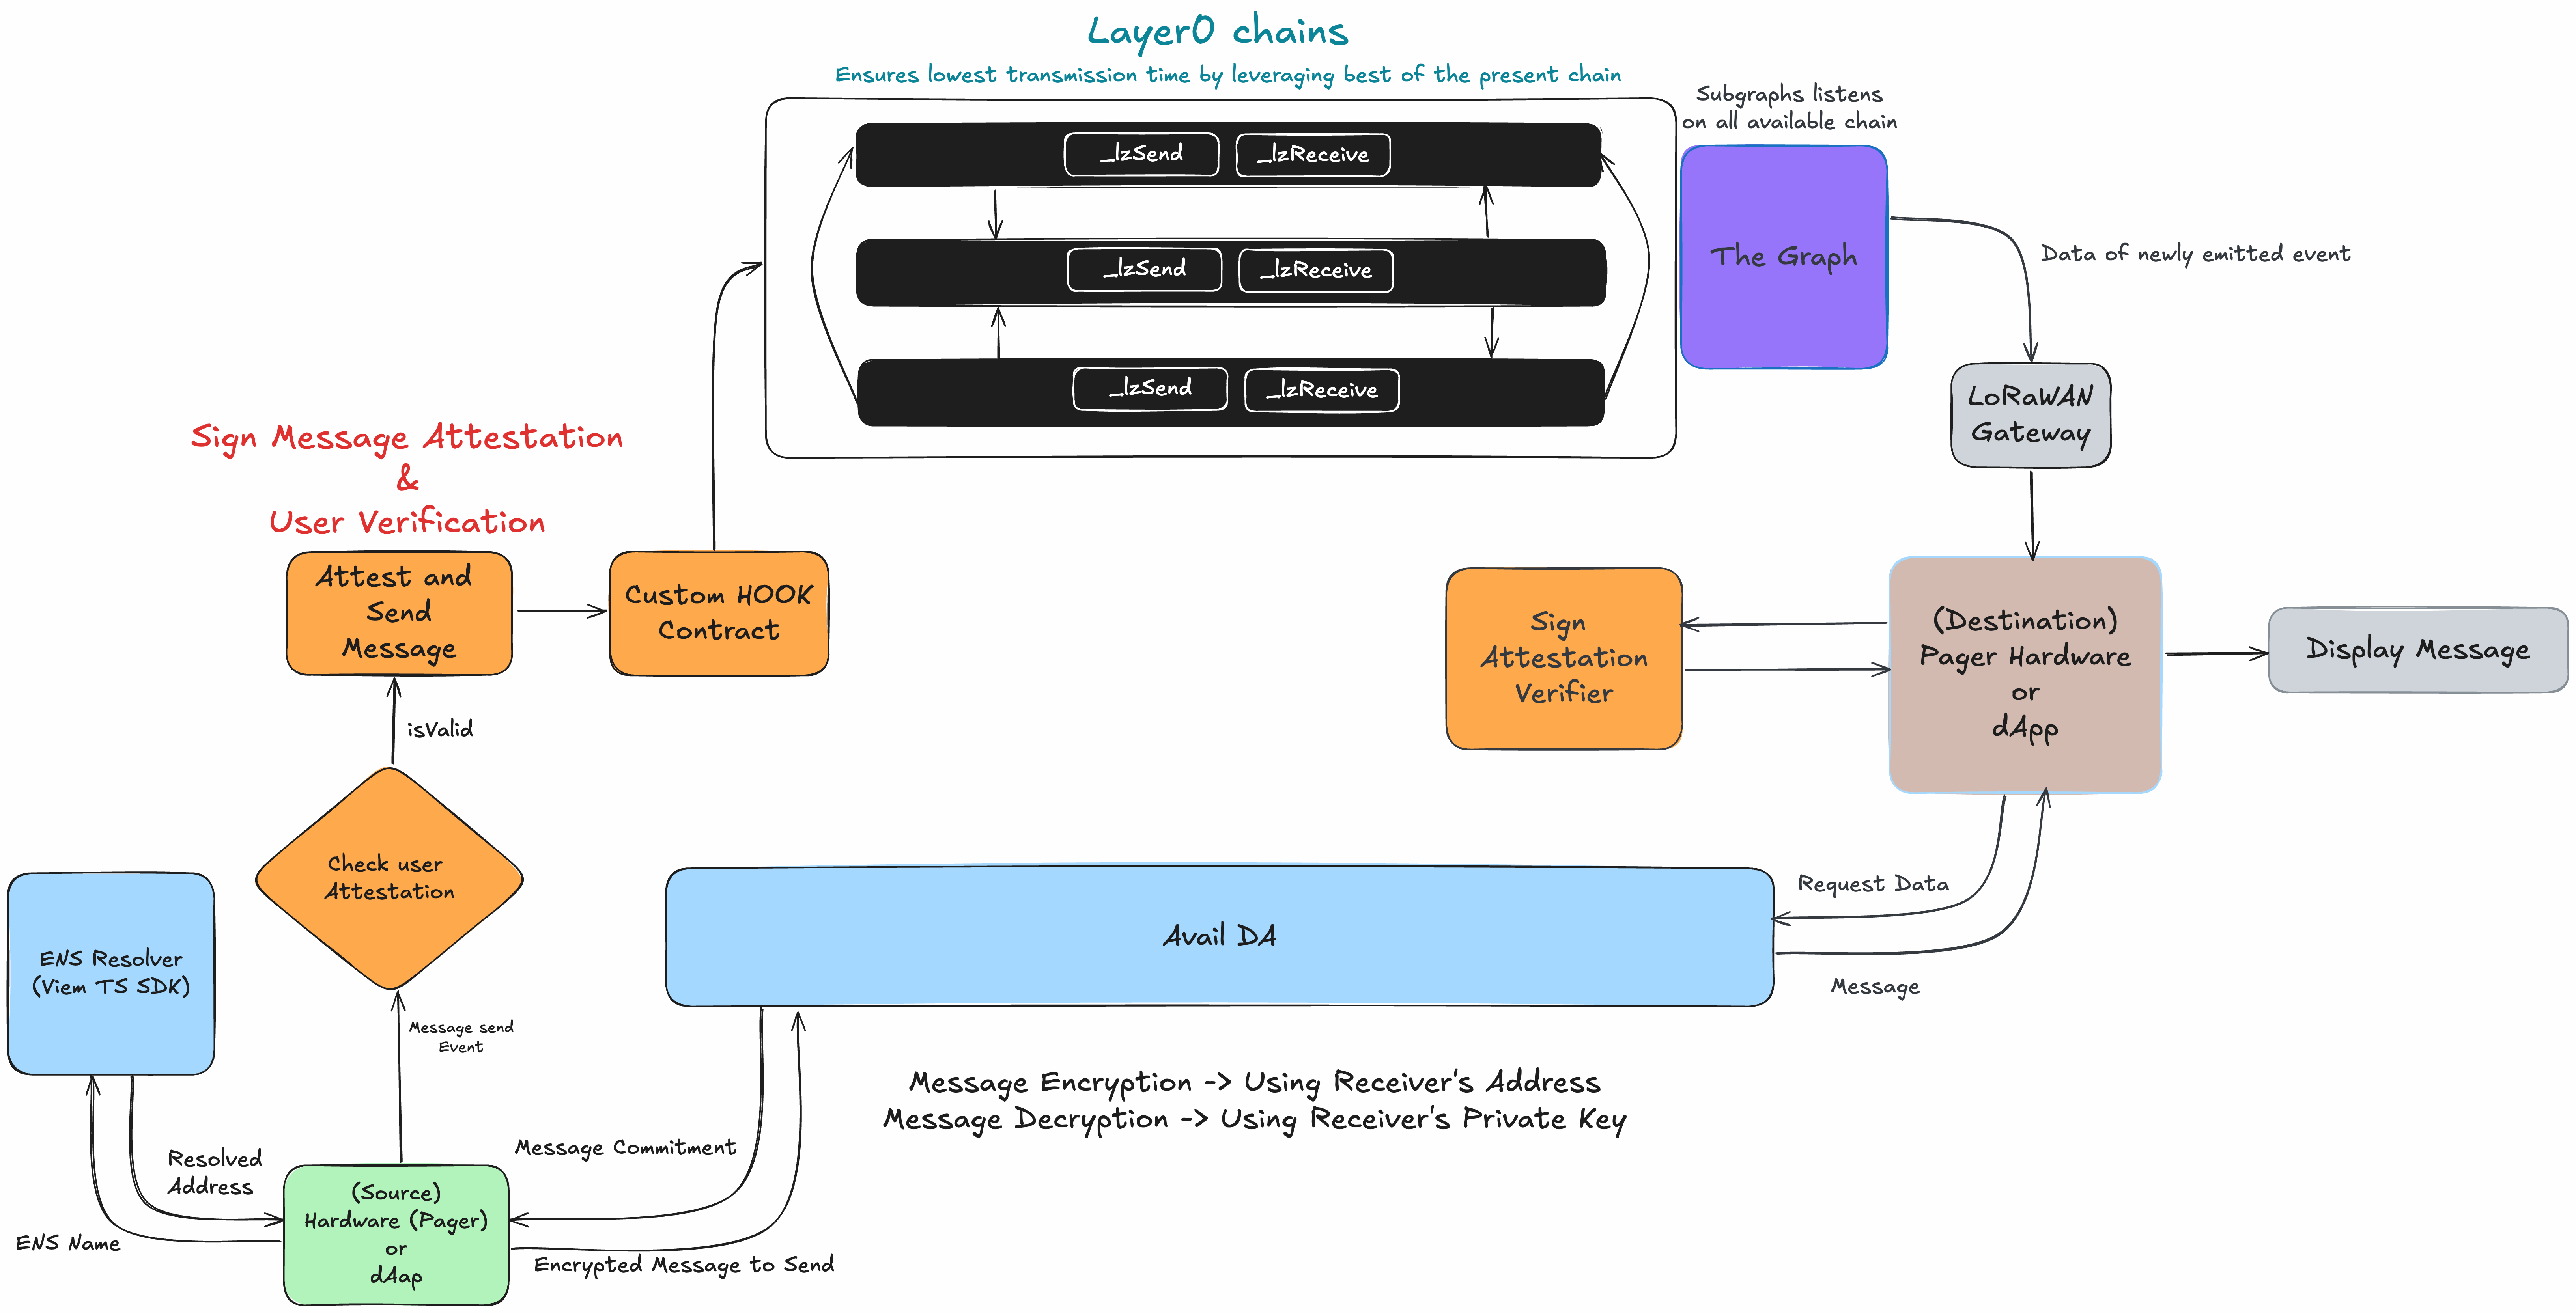 Layer0 chains
Ensures lowest transmission time by leveraging best of the present chain
Subgraphs listens
on all available chain
_lzSend
_lzReceive
_lzSend
_lzReceive
_lzSend
_lzReceive
The Graph
Data of newly emitted event
LoRaWAN
Gateway
Sign Message Attestation
&
User Verification
Attest and
Send
Message
Custom HOOK
Contract
Sign
Attestation
Verifier
(Destination)
Pager Hardware
or
dApp
Display Message
isValid
Check user
Attestation
ENS Resolver
(Viem TS SDK)
Avail DA
Request Data
Message
Message send
Event
Message Encryption -> Using Receiver's Address
Message Decryption -> Using Receiver's Private Key
Resolved
Address
Message Commitment
ENS Name
(Source)
Hardware (Pager)
or
dAap
Encrypted Message to Send